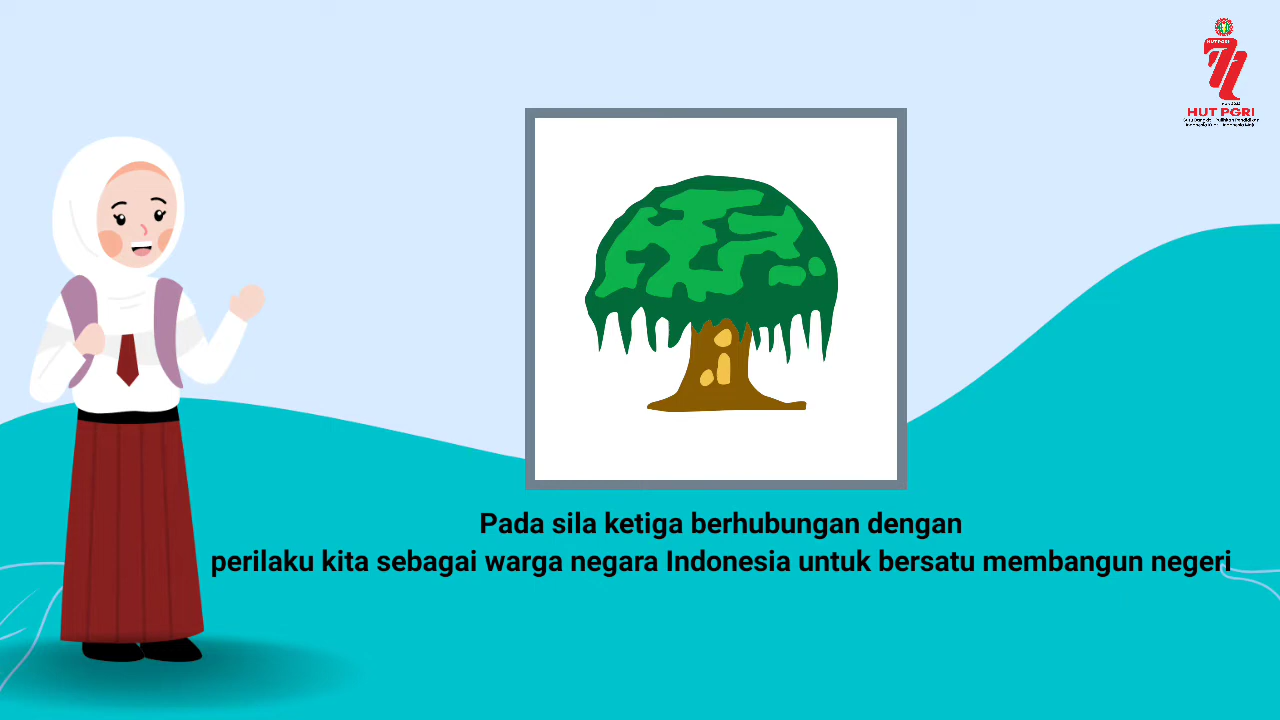 HUT PGRI
Pada sila ketiga berhubungan dengan
perilaku kita sebagai warga negara Indonesia untuk bersatu membangun negeri